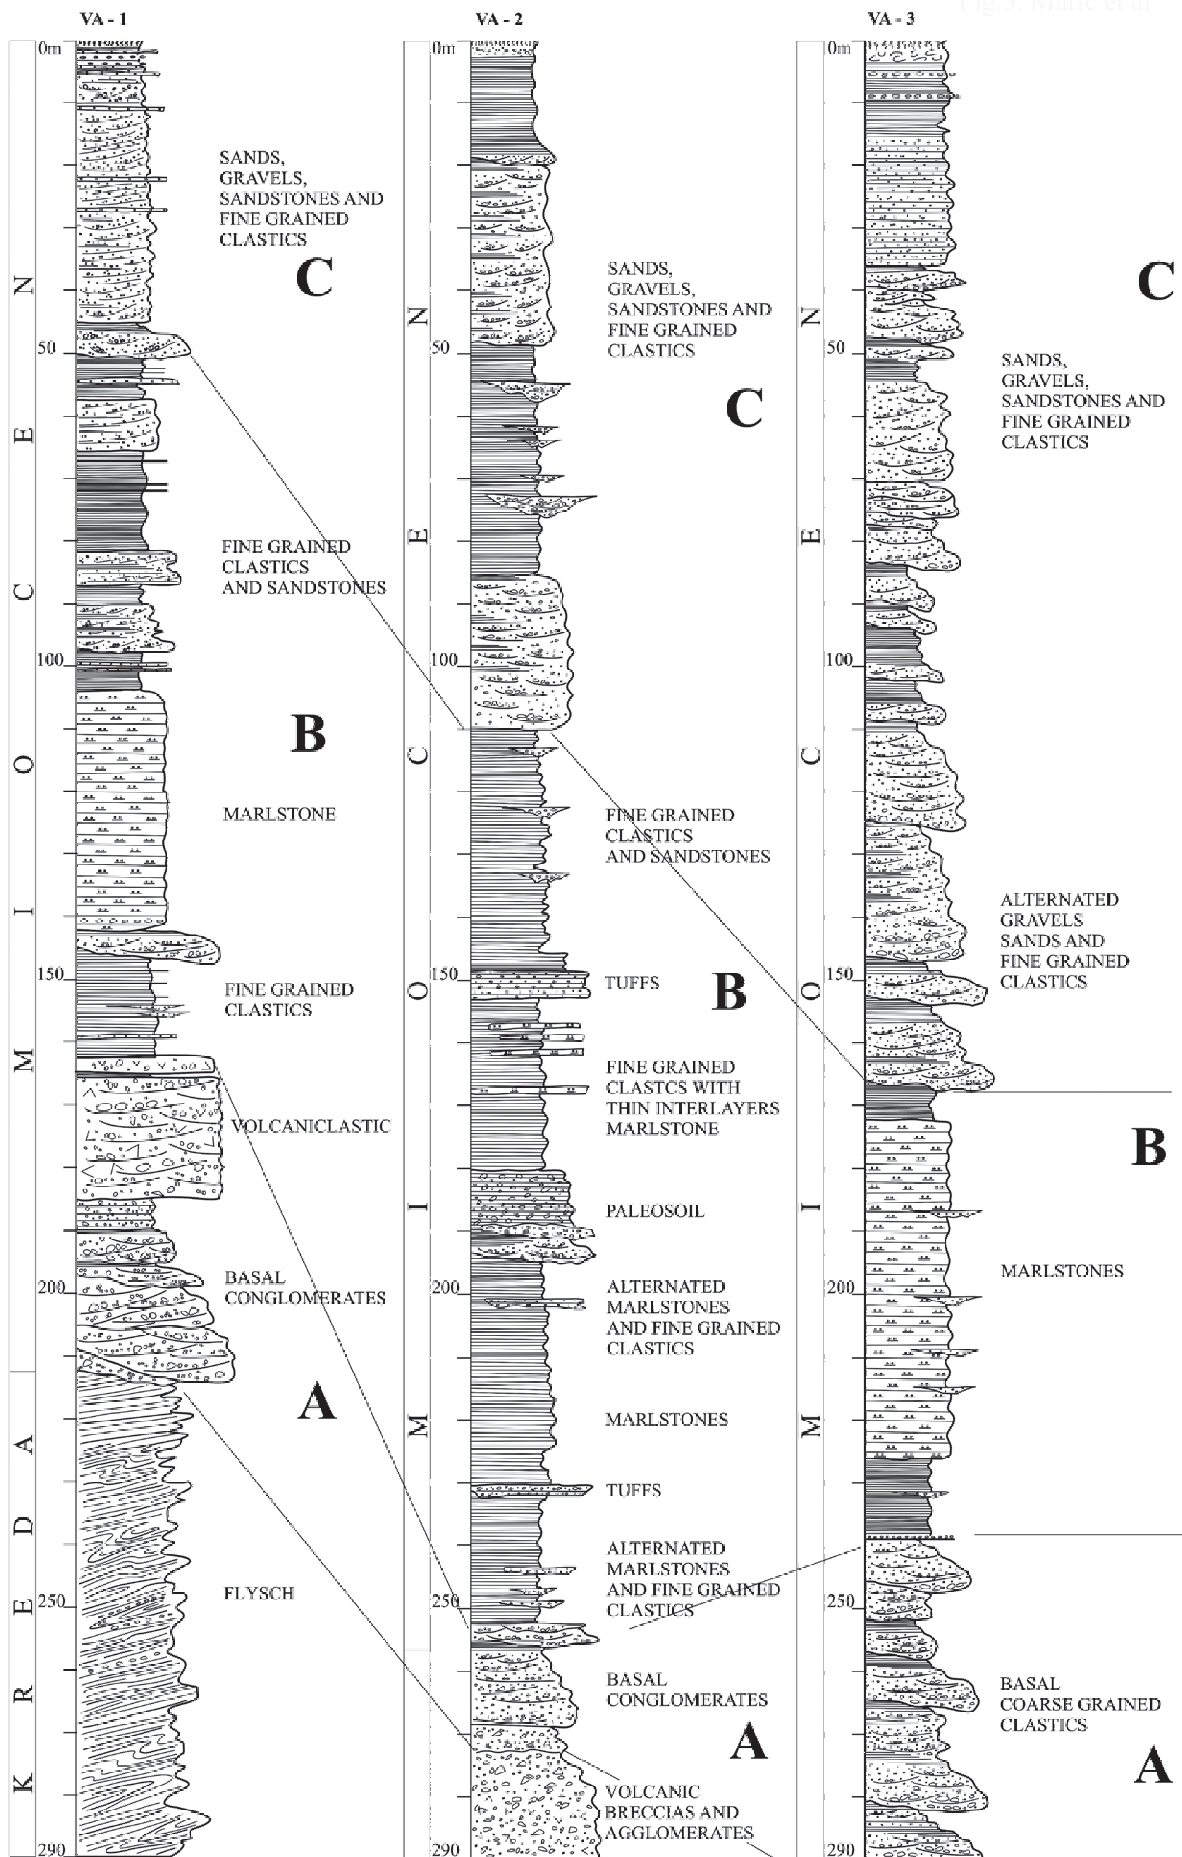 Fig.3. Maric et al
VA - 1
0m
50
100
150
200
250
290
N
E
C
O
I
M
A
D
E
R
K
SANDS,
GRAVELS,
SANDSTONES AND
FINE GRAINED
CLASTICS
C
FINE GRAINED
CLASTICS
AND SANDSTONES
B
MARLSTONE
FINE GRAINED
CLASTICS
VOLCANICLASTIC
BASAL
CONGLOMERATES
A
FLYSCH
VA - 2
0m
50
100
150
200
250
290
N
E
C
O
I
M
SANDS,
GRAVELS,
SANDSTONES AND
FINE GRAINED
CLASTICS
C
FINE GRAINED
CLASTICS
AND SANDSTONES
TUFFS
B
FINE GRAINED
CLASTCS WITH
THIN INTERLAYERS
MARLSTONE
PALEOSOIL
ALTERNATED
MARLSTONES
AND FINE GRAINED
CLASTICS
MARLSTONES
TUFFS
ALTERNATED
MARLSTONES
AND FINE GRAINED
CLASTICS
BASAL
CONGLOMERATES
A
VOLCANIC
BRECCIAS AND
AGGLOMERATES
VA - 3
0m
50
100
150
200
250
290
N
E
C
O
I
M
C
SANDS,
GRAVELS,
SANDSTONES AND
FINE GRAINED
CLASTICS
ALTERNATED
GRAVELS
SANDS AND
FINE GRAINED
CLASTICS
B
MARLSTONES
BASAL
COARSE GRAINED
CLASTICS
A